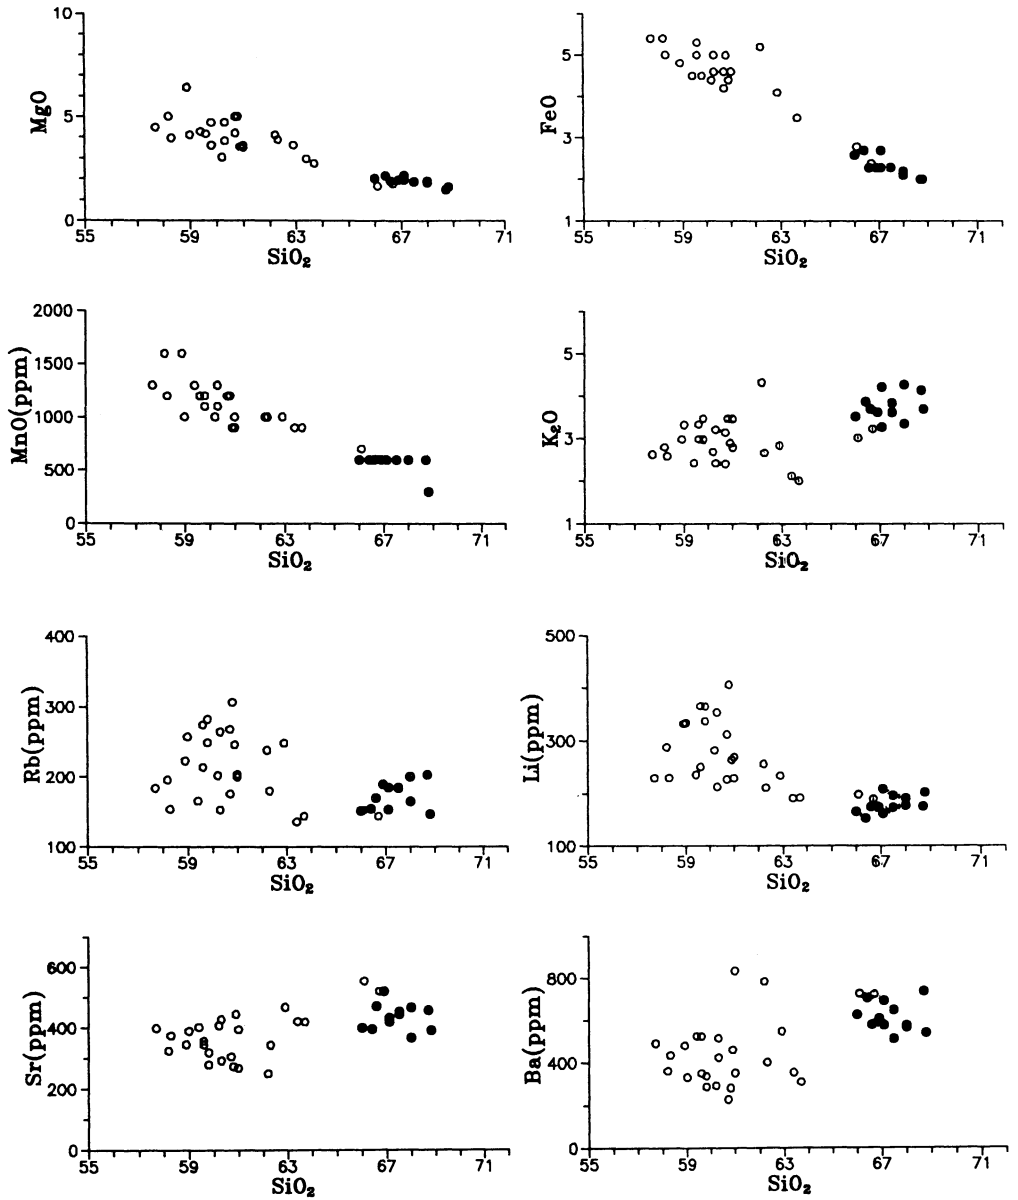 10
5
0
MgO
55 59 63 67 71
SiO₂
5
3
1
FeO
55 59 63 67 71
SiO₂
2000
1500
1000
500
0
MnO(ppm)
55 59 63 67 71
SiO₂
5
3
1
K₂O
55 59 63 67 71
SiO₂
400
300
200
100
Rb(ppm)
55 59 63 67 71
SiO₂
500
300
100
Li(ppm)
55 59 63 67 71
SiO₂
600
400
200
0
Sr(ppm)
55 59 63 67 71
SiO₂
800
400
0
Ba(ppm)
55 59 63 67 71
SiO₂